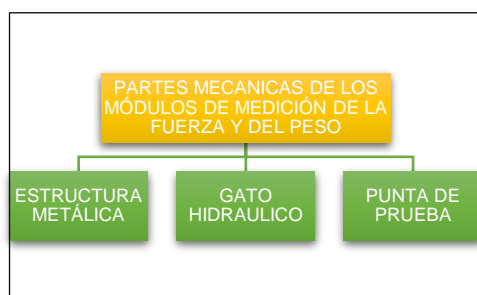 PARTES MECANICAS DE LOS
MÓDULOS DE MEDICIÓN DE LA
FUERZA Y DEL PESO
ESTRUCTURA
METÁLICA
GATO
HIDRAULICO
PUNTA DE
PRUEBA